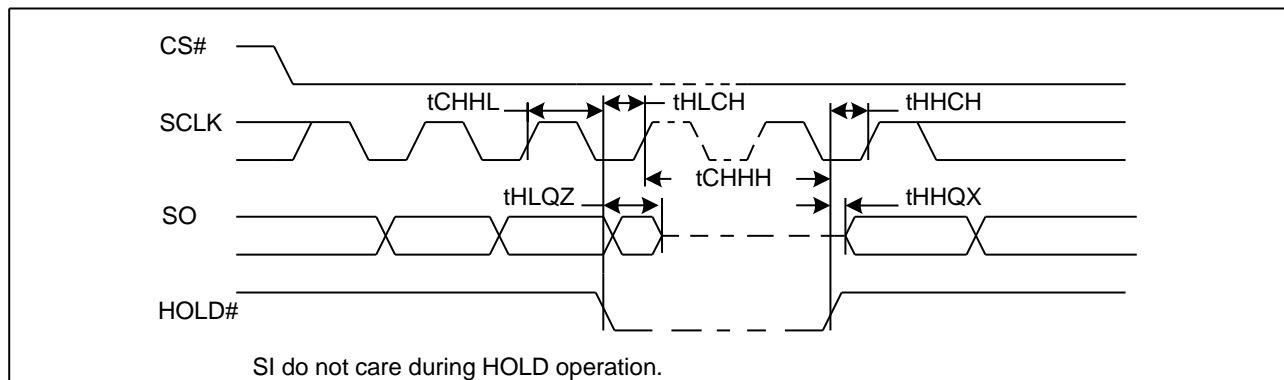 CS#
tCHHL
tHLCH
tHHCH
SCLK
tCHHH
tHLQZ
tHHQX
SO
HOLD#
SI do not care during HOLD operation.